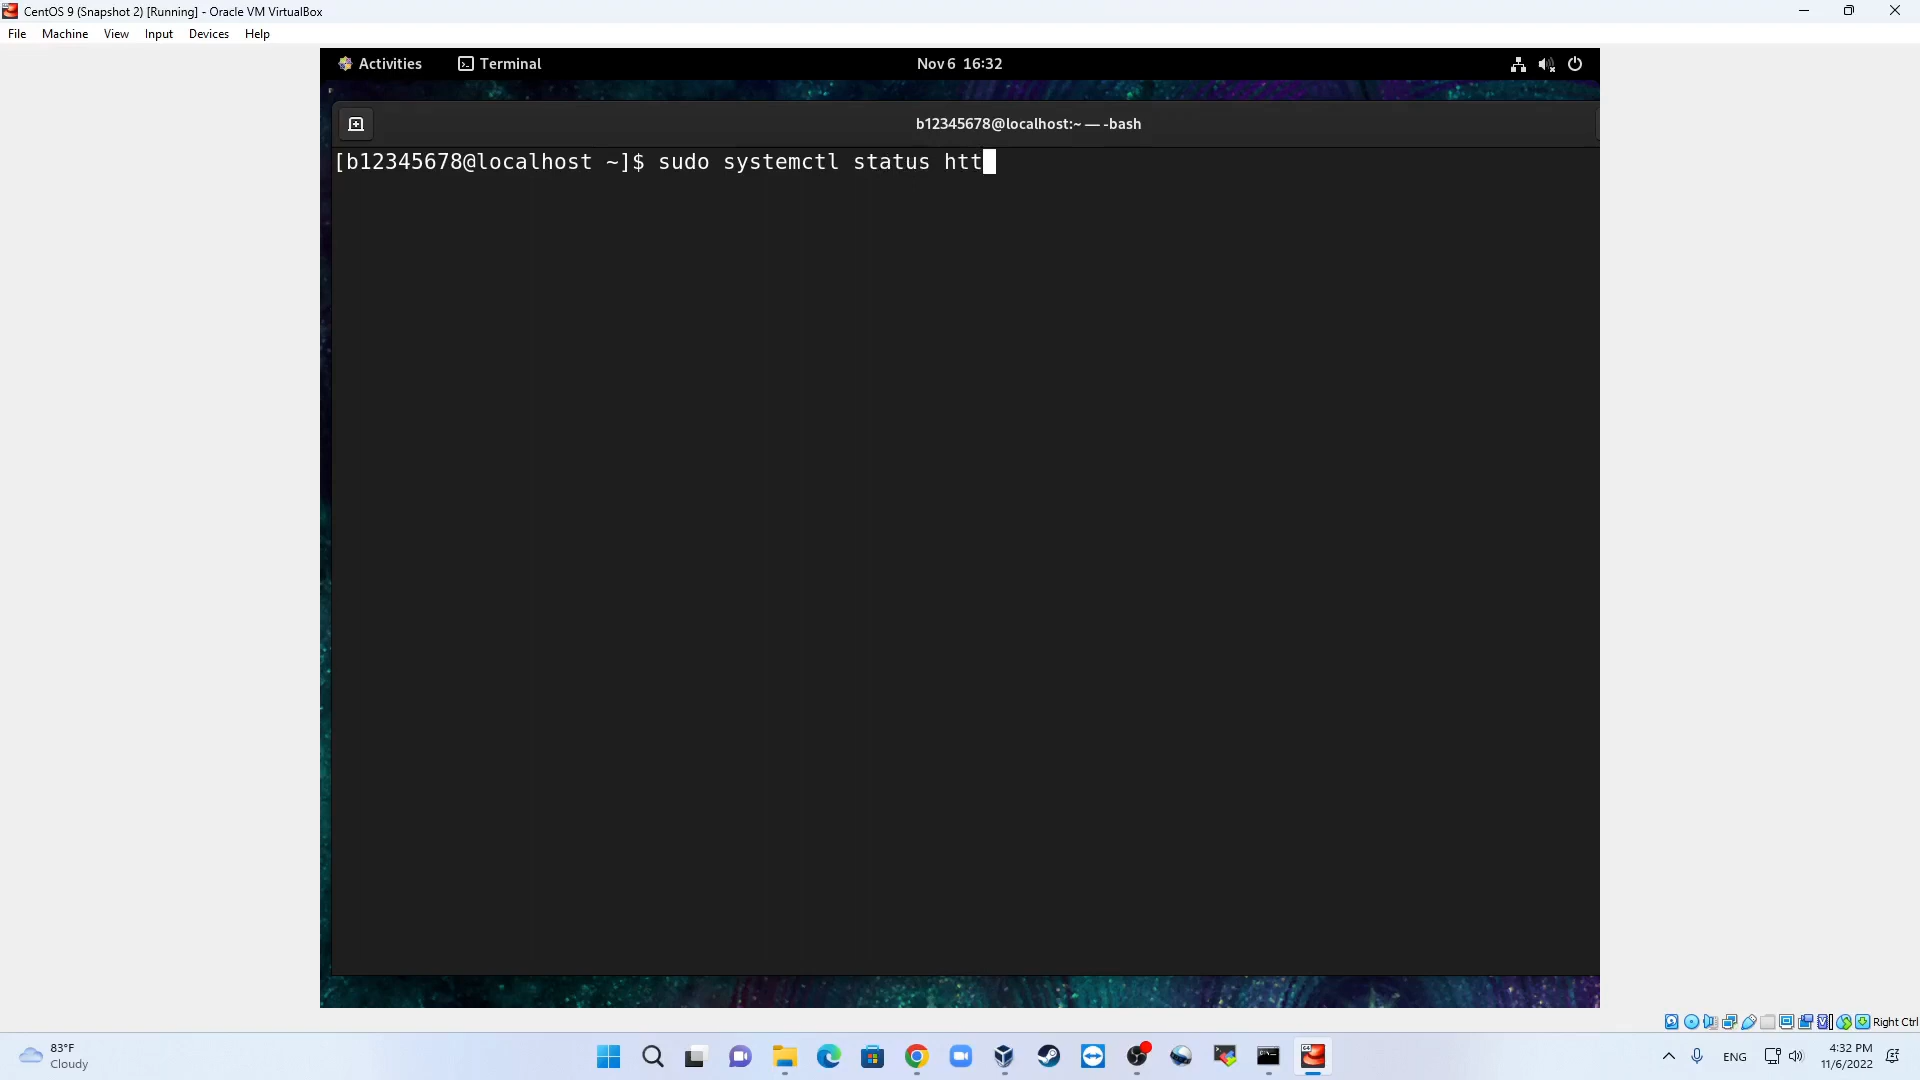 CentOS 9 (Snapshot 2) [Running] - Oracle VM VirtualBox
File Machine View Input Devices Help
Activities Terminal Nov 6 16:32
b12345678@localhost:~ — -bash
[b12345678@localhost ~]$ sudo systemctl status htt
Right Ctrl
83°F
Cloudy
ENG
4:32 PM
11/6/2022